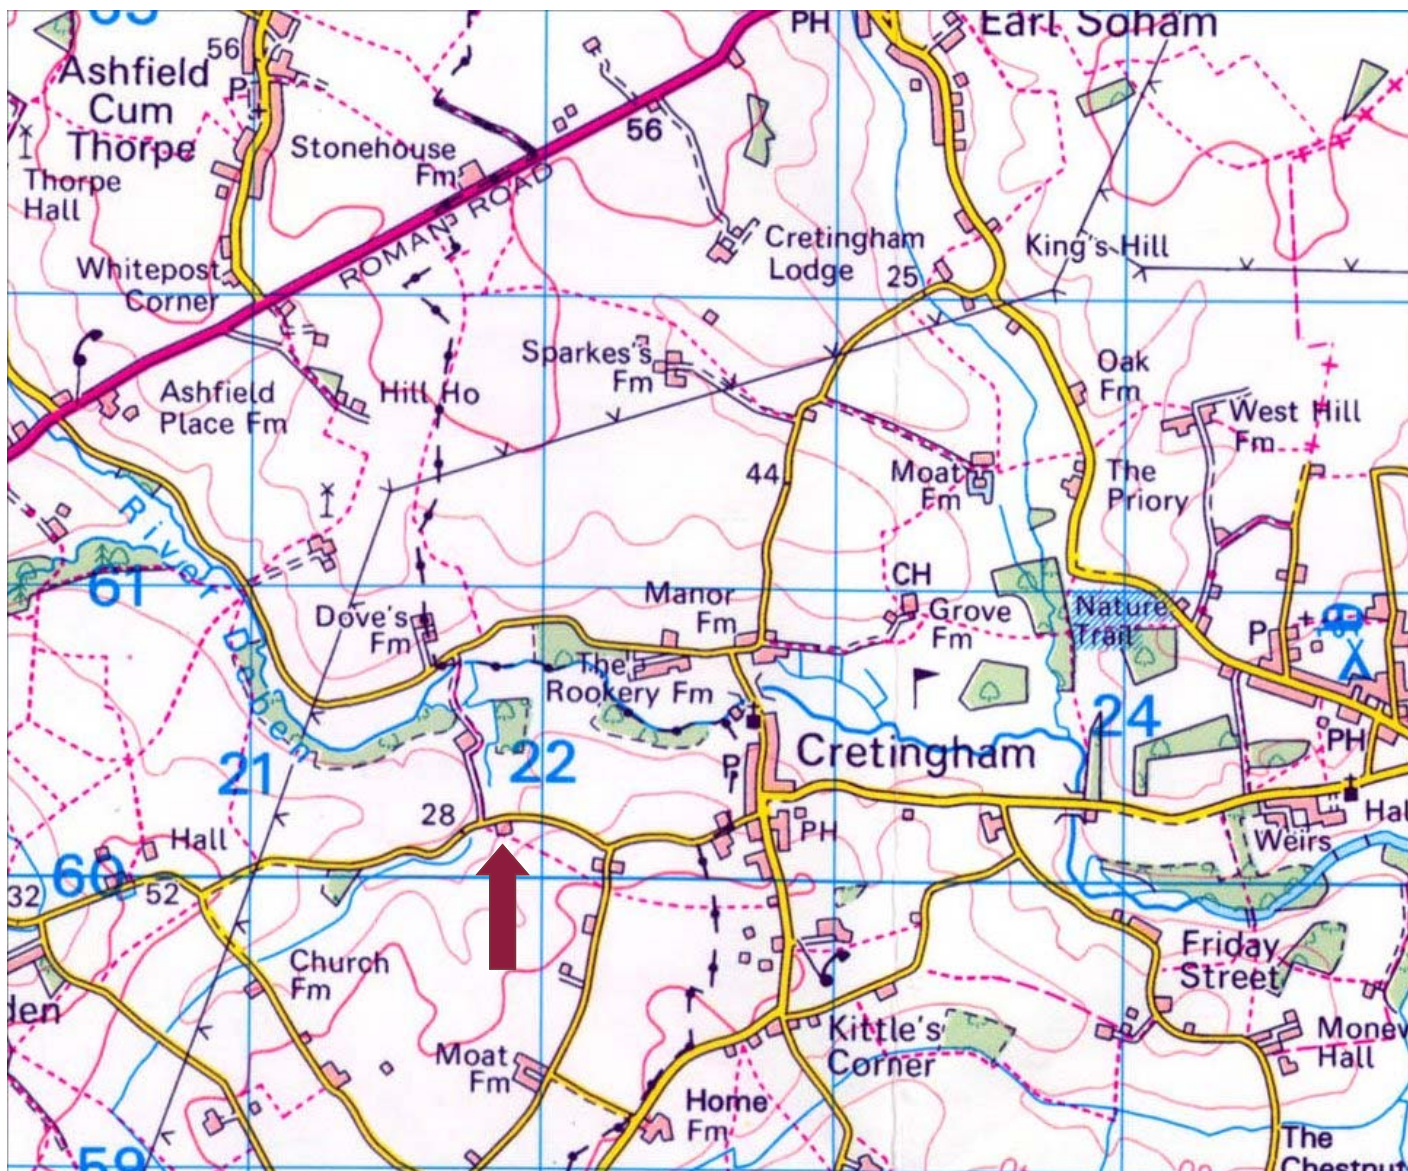 63
PH
Earl Soham
56
Ashfield
Cum
Thorpe
P
56
Stonehouse
Fm
ROMAN ROAD
Thorpe
Hall
Cretingham
Lodge
25
King's Hill
Whitepost
Corner
Sparkes's
Fm
Oak
Fm
Ashfield
Place Fm
Hill Ho
West Hill
Fm
44
Moat
Fm
The
Priory
River
Deben
61
CH
Manor
Fm
Grove
Fm
Nature
Trail
P
Dove's
Fm
The
Rookery Fm
24
21
22
P
Cretingham
PH
28
Hall
PH
Weirs
Hal
60
32
52
Church
Fm
Friday
Street
den
Kittle's
Corner
Monew
Hall
Moat
Fm
Home
Fm
59
The
Chestnut